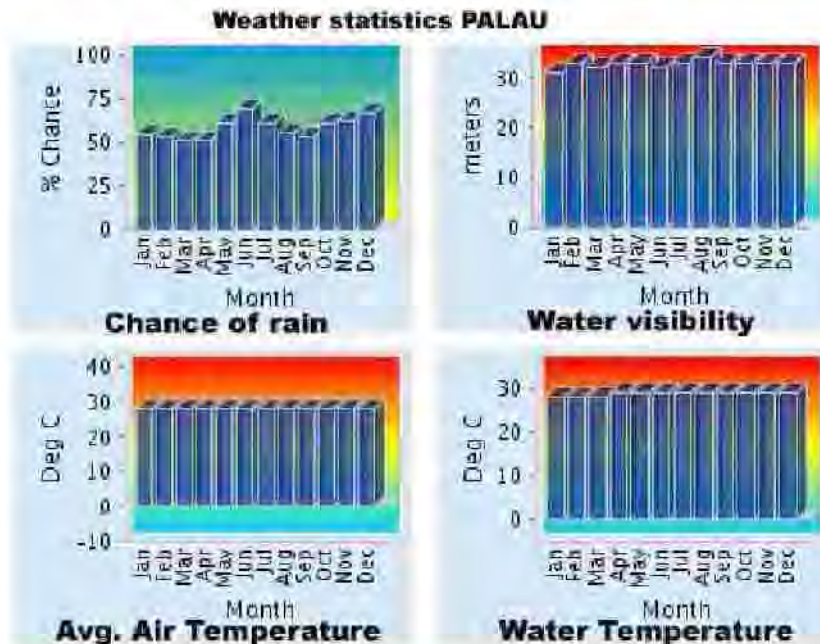 Weather statistics PALAU
100
75
50
25
0
% Chance
Jan Feb Mar Apr May Jun Jul Aug Sep Oct Nov Dec
Month
Chance of rain
30
20
10
0
meters
Jan Feb Mar Apr May Jun Jul Aug Sep Oct Nov Dec
Month
Water visibility
40
30
20
10
0
-10
Deg C
Jan Feb Mar Apr May Jun Jul Aug Sep Oct Nov Dec
Month
Avg. Air Temperature
30
20
10
0
Deg C
Jan Feb Mar Apr May Jun Jul Aug Sep Oct Nov Dec
Month
Water Temperature